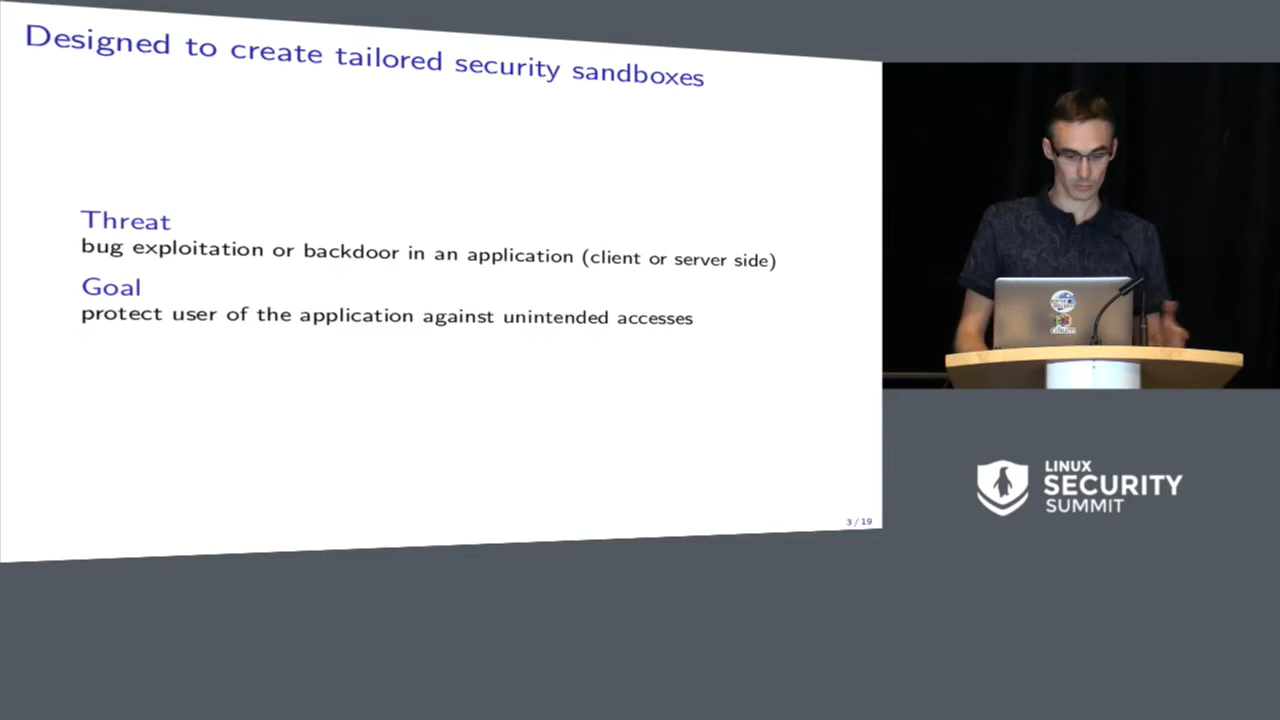 Designed to create tailored security sandboxes
Threat
bug exploitation or backdoor in an application (client or server side)
Goal
protect user of the application against unintended accesses
3 / 19
LINUX
SECURITY
SUMMIT